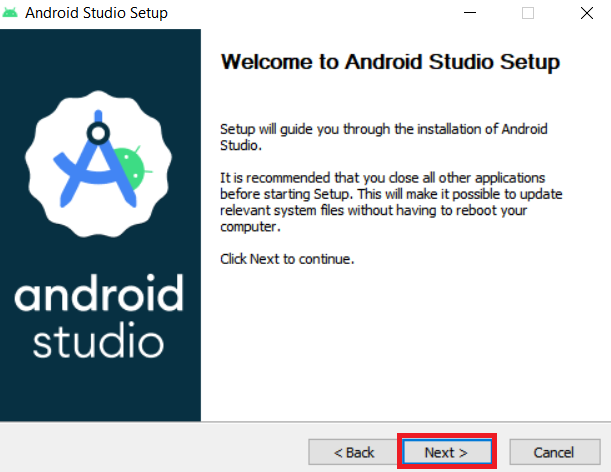 Android Studio Setup
Welcome to Android Studio Setup
Setup will guide you through the installation of Android
Studio.
It is recommended that you close all other applications
before starting Setup. This will make it possible to update
relevant system files without having to reboot your
computer.
Click Next to continue.
android
studio
< Back Next > Cancel